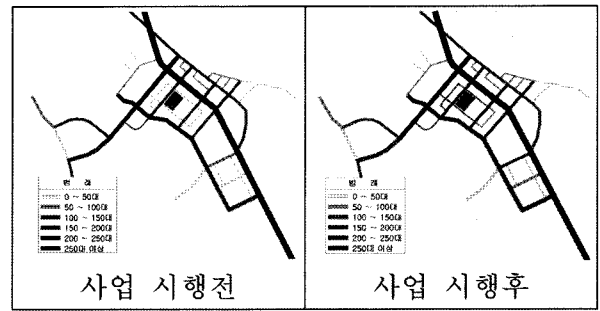 범 례
0 ~ 50대
50 ~ 100대
100 ~ 150대
150 ~ 200대
200 ~ 250대
250대 이상
사업 시행전
범 례
0 ~ 50대
50 ~ 100대
100 ~ 150대
150 ~ 200대
200 ~ 250대
250대 이상
사업 시행후